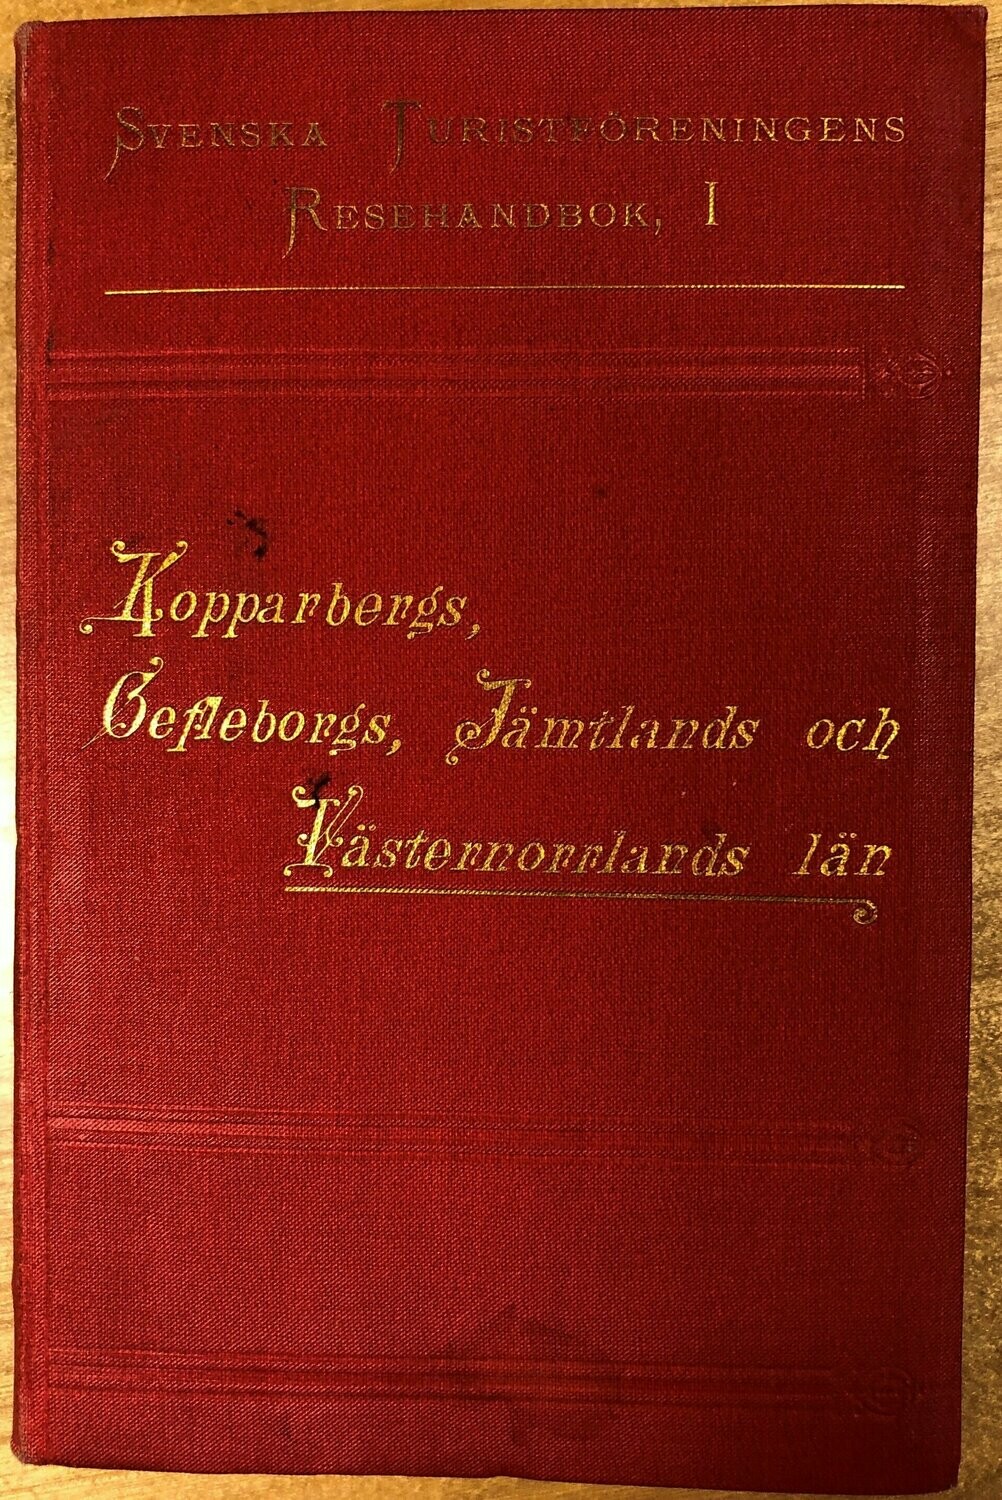 SVENSKA TURISTFÖRENINGENS
RESEHANDBOK, I
Kopparbergs,
Gefleborgs, Jämtlands och
Västernorrlands län